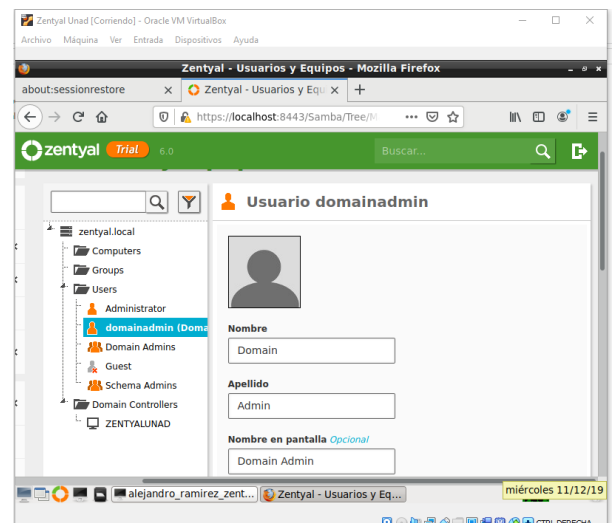 Zentyal Unad [Corriendo] - Oracle VM VirtualBox
Archivo Máquina Ver Entrada Dispositivos Ayuda
Zentyal - Usuarios y Equipos - Mozilla Firefox
about:sessionrestore
Zentyal - Usuarios y Equ
https://localhost:8443/Samba/Tree/M
zentyal Trial 6.0 Buscar...
Usuario domainadmin
zentyal.local
Computers
Groups
Users
Administrator
domainadmin (Doma
Domain Admins
Guest
Schema Admins
Domain Controllers
ZENTYALUNAD
Nombre
Domain
Apellido
Admin
Nombre en pantalla Opcional
Domain Admin
alejandro_ramirez_zent...
Zentyal - Usuarios y Eq...
miércoles 11/12/19
CTRL DERECHA